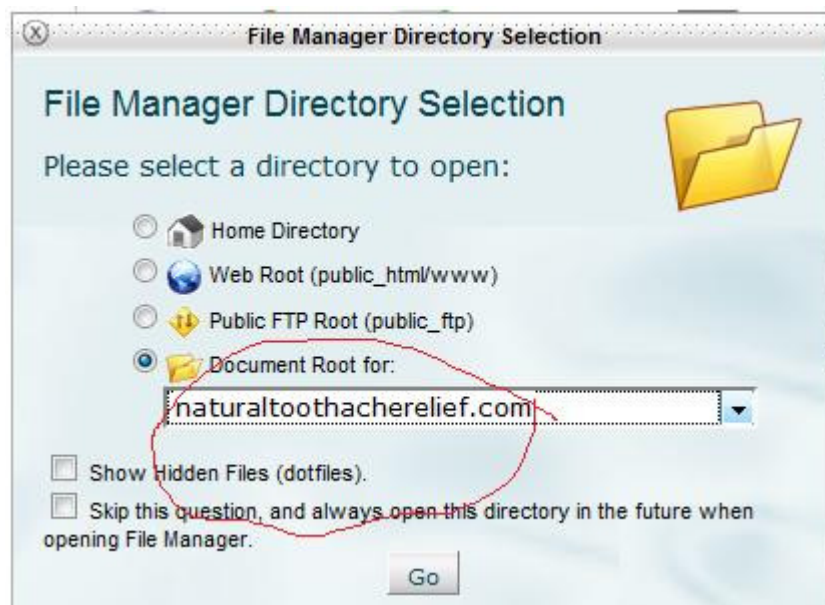 File Manager Directory Selection
File Manager Directory Selection
Please select a directory to open:
Home Directory
Web Root (public_html/www)
Public FTP Root (public_ftp)
Document Root for:
naturaltoothacherelief.com
Show Hidden Files (dotfiles).
Skip this question, and always open this directory in the future when
opening File Manager.
Go